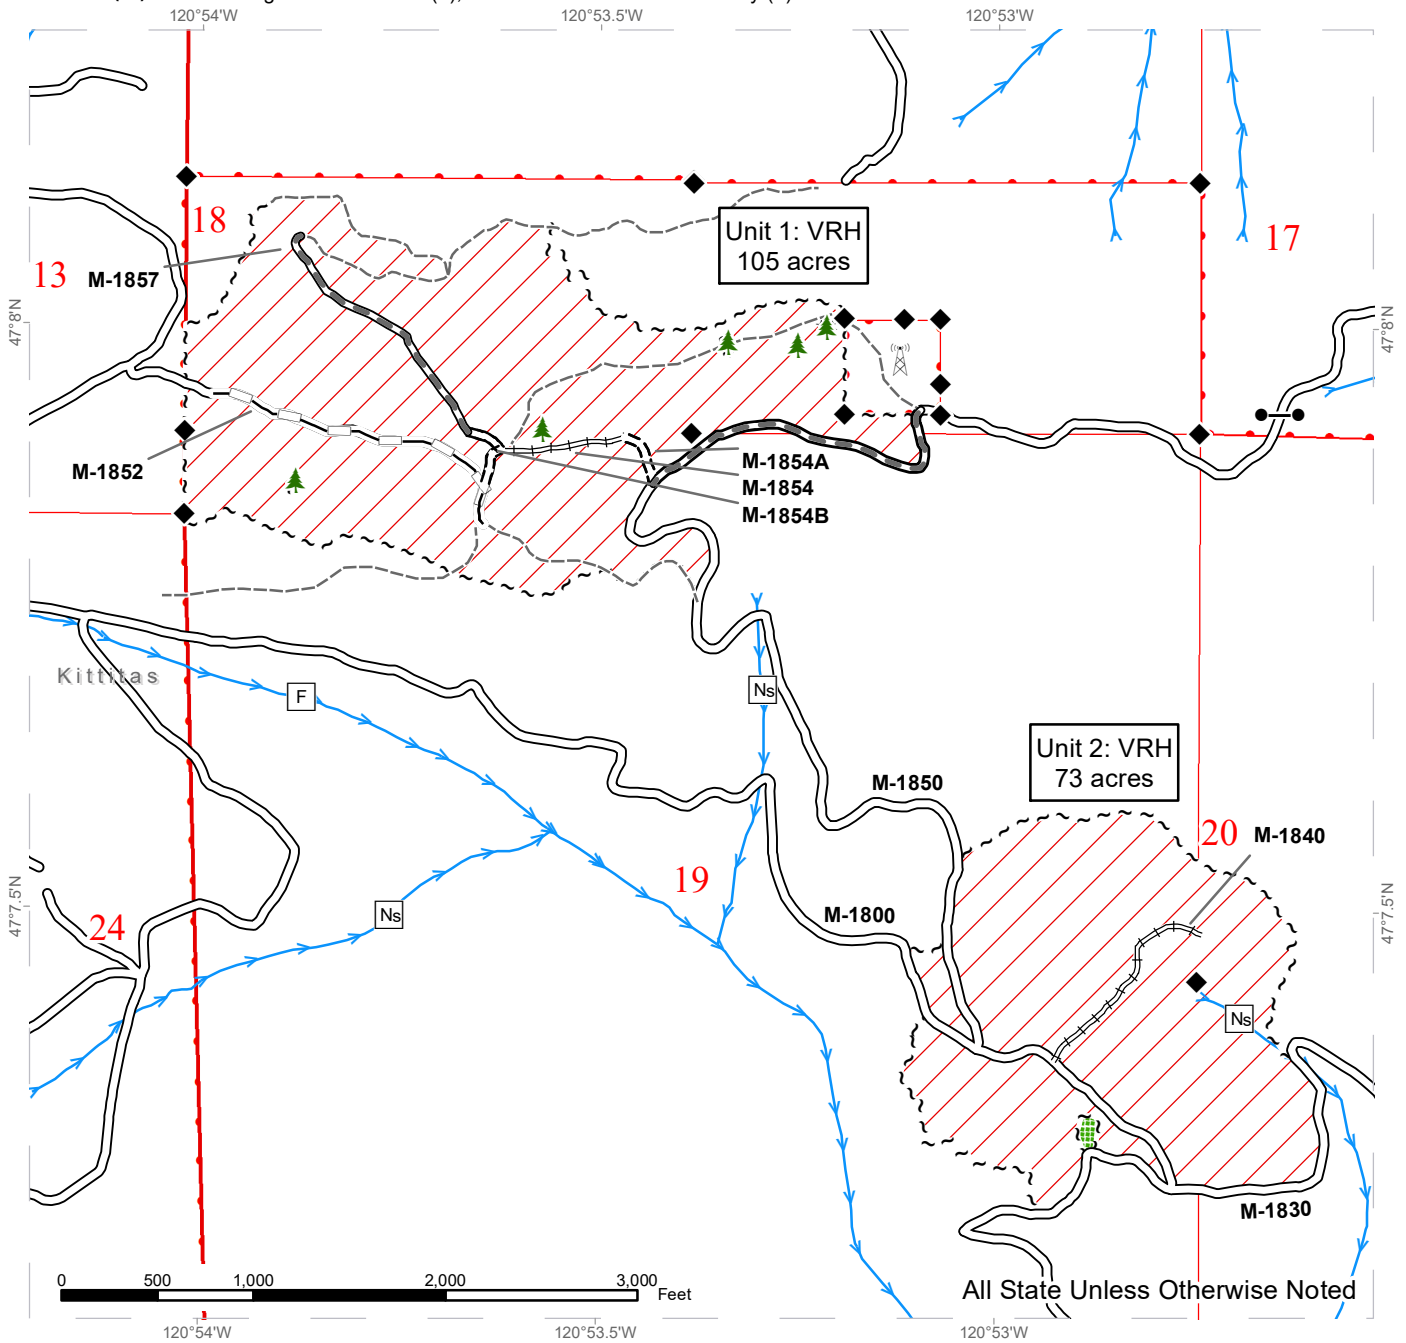 120°54'W
120°53.5'W
120°53'W
18
17
Unit 1: VRH
105 acres
13
M-1857
47°8'N
47°8'N
M-1852
M-1854A
M-1854
M-1854B
Kittitas
F
Ns
Unit 2: VRH
73 acres
M-1850
20
M-1840
19
47°7.5'N
47°7.5'N
Ns
M-1800
24
Ns
M-1830
0
500
1,000
2,000
3,000
Feet
All State Unless Otherwise Noted
120°54'W
120°53.5'W
120°53'W